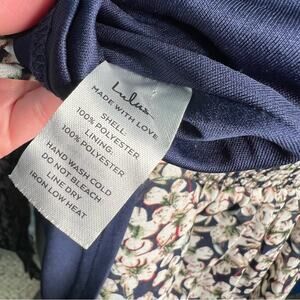 Lulus
MADE WITH LOVE
SHELL:
100% POLYESTER
LINING:
100% POLYESTER
HAND WASH COLD
DO NOT BLEACH
LINE DRY
IRON LOW HEAT